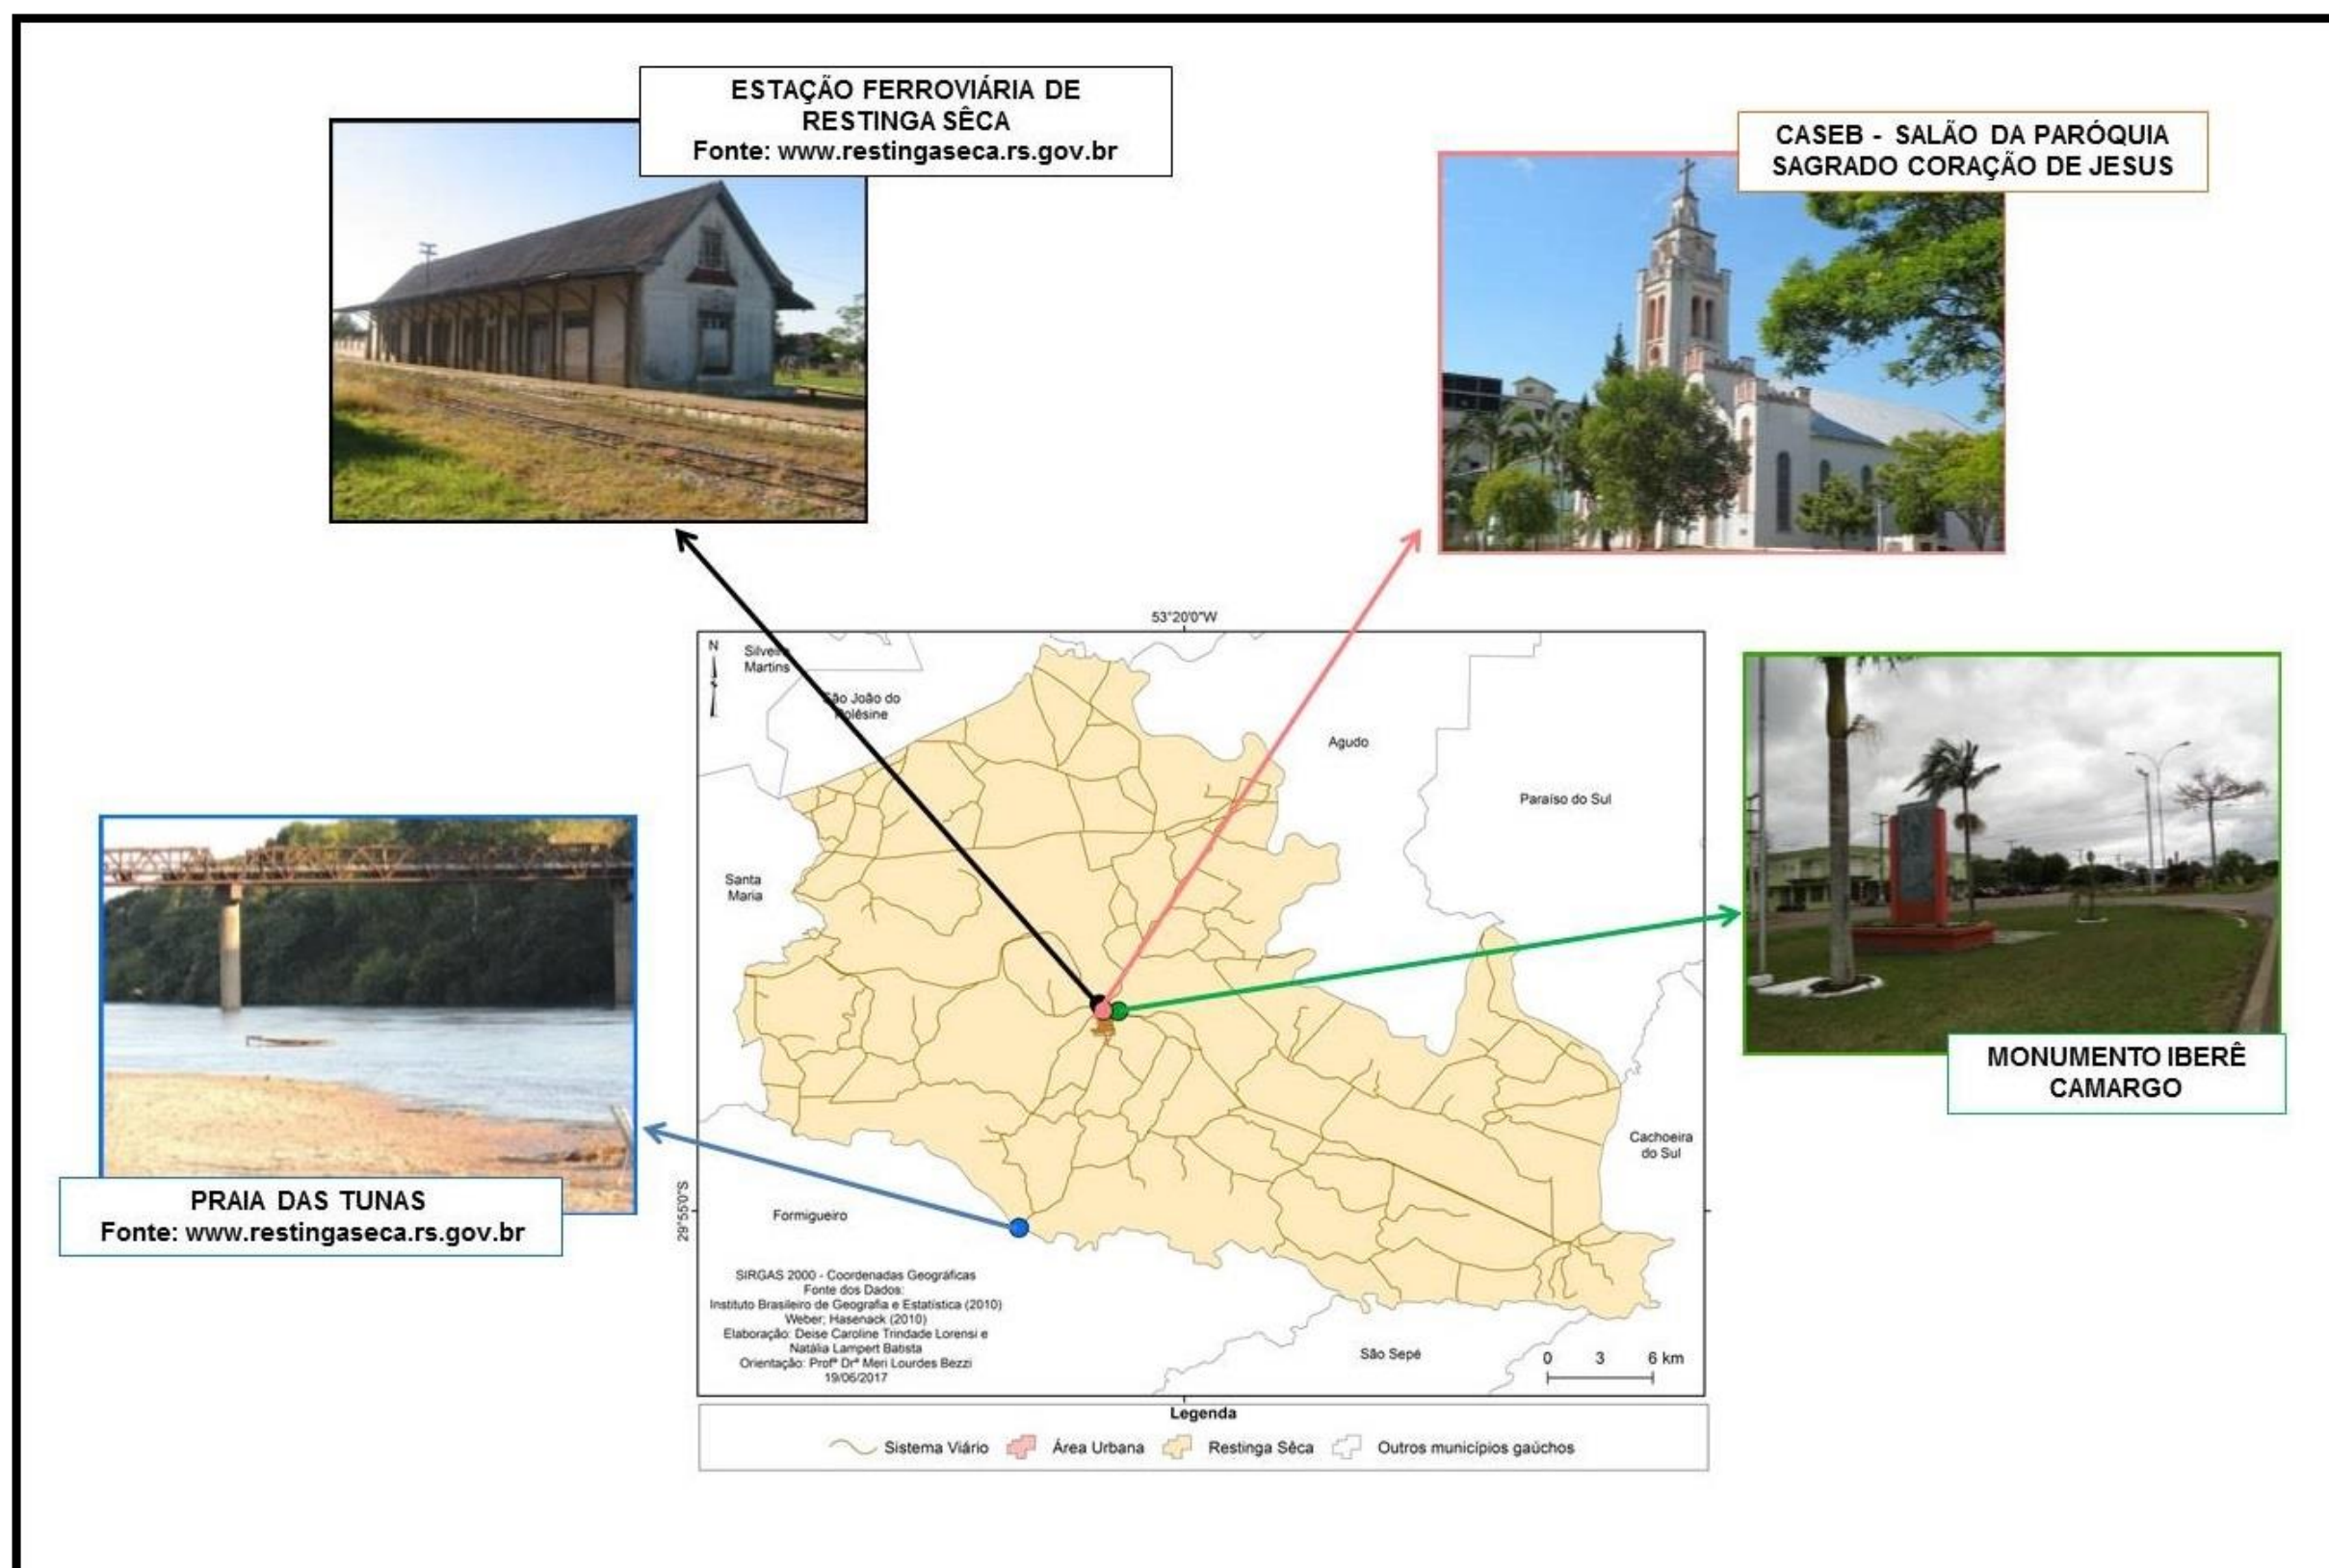 ESTAÇÃO FERROVIÁRIA DE
RESTINGA SÊCA
Fonte: www.restingaseca.rs.gov.br
CASEB - SALÃO DA PARÓQUIA
SAGRADO CORAÇÃO DE JESUS
53°20'0"W
N
Silveira
Martins
São João do
Polêsine
Agudo
Paraíso do Sul
Santa
Maria
MONUMENTO IBERÊ
CAMARGO
Cachoeira
do Sul
PRAIA DAS TUNAS
Fonte: www.restingaseca.rs.gov.br
29°55'0"S
Formigueiro
SIRGAS 2000 - Coordenadas Geográficas
Fonte dos Dados:
Instituto Brasileiro de Geografia e Estatística (2010)
Weber; Hasenack (2010)
Elaboração: Deise Caroline Trindade Lorensi e
Natália Lampert Batista
Orientação: Profª Drª Meri Lourdes Bezzi
19/06/2017
São Sepé
0 3 6 km
Legenda
Sistema Viário Área Urbana Restinga Sêca Outros municípios gaúchos